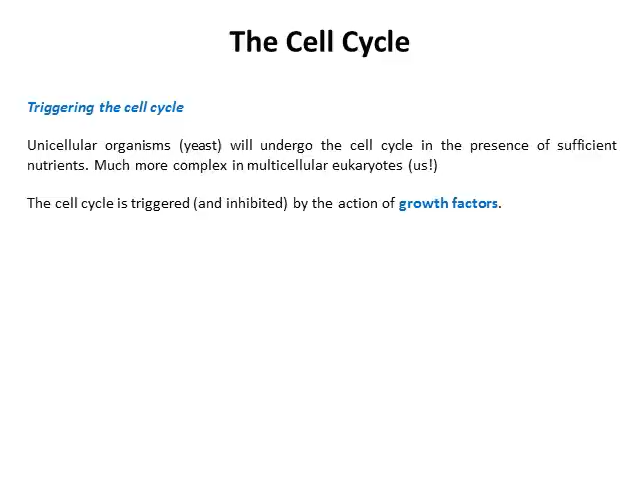 The Cell Cycle
Triggering the cell cycle
Unicellular organisms (yeast) will undergo the cell cycle in the presence of sufficient
nutrients. Much more complex in multicellular eukaryotes (us!)
The cell cycle is triggered (and inhibited) by the action of growth factors.